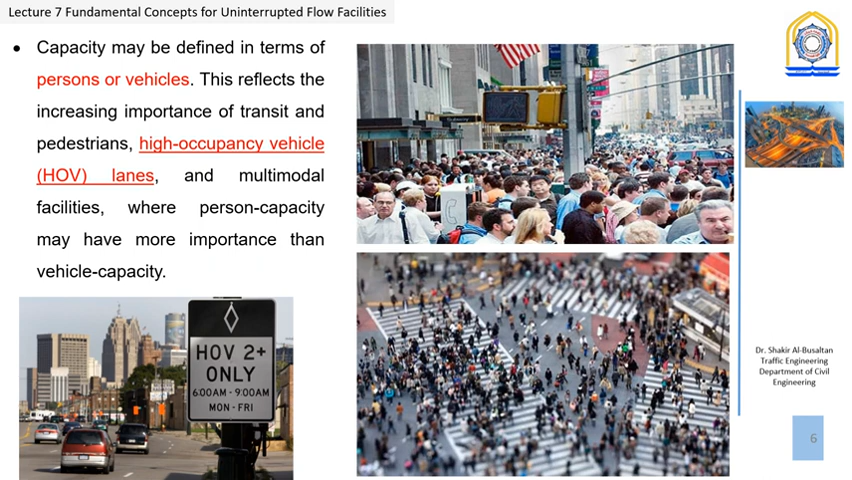 Lecture 7 Fundamental Concepts for Uninterrupted Flow Facilities
• Capacity may be defined in terms of
persons or vehicles. This reflects the
increasing importance of transit and
pedestrians, high-occupancy vehicle
(HOV) lanes, and multimodal
facilities, where person-capacity
may have more importance than
vehicle-capacity.
HOV 2+
ONLY
6:00AM - 9:00AM
MON - FRI
Dr. Shakir Al-Busaltan
Traffic Engineering
Department of Civil
Engineering
6